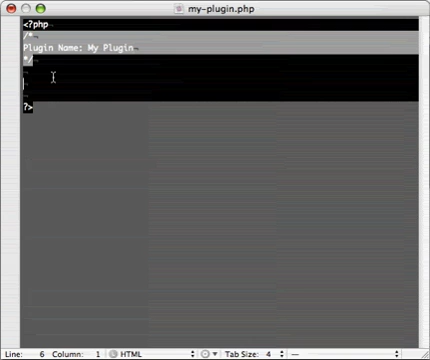 my-plugin.php
<?php
/*
Plugin Name: My Plugin
*/
?>
Line: 6 Column: 1 HTML Tab Size: 4 —